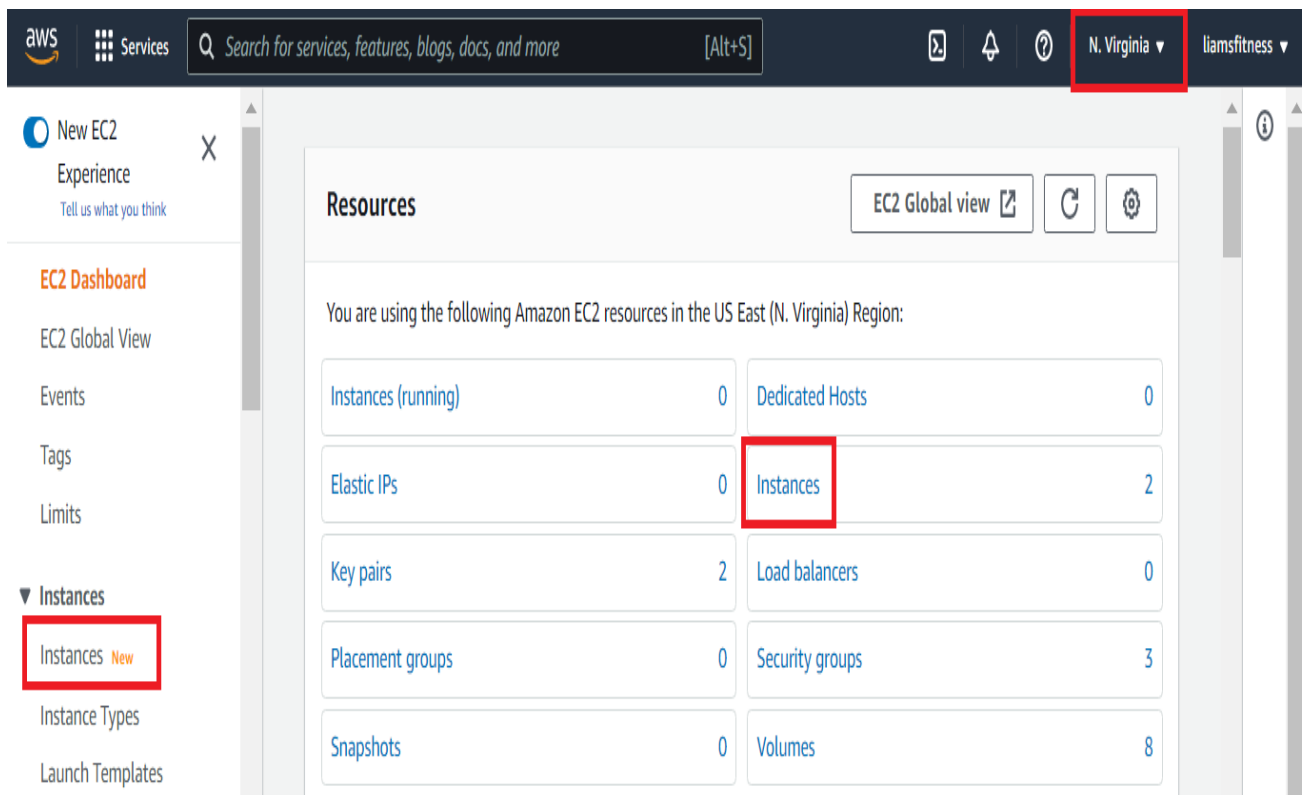 aws
Services
Search for services, features, blogs, docs, and more
[Alt+S]
N. Virginia ▼
liamsfitness ▼
New EC2
Experience
Tell us what you think
EC2 Dashboard
EC2 Global View
Events
Tags
Limits
▼ Instances
Instances New
Instance Types
Launch Templates
Resources
EC2 Global view
You are using the following Amazon EC2 resources in the US East (N. Virginia) Region:
Instances (running) 0
Dedicated Hosts 0
Elastic IPs 0
Instances 2
Key pairs 2
Load balancers 0
Placement groups 0
Security groups 3
Snapshots 0
Volumes 8